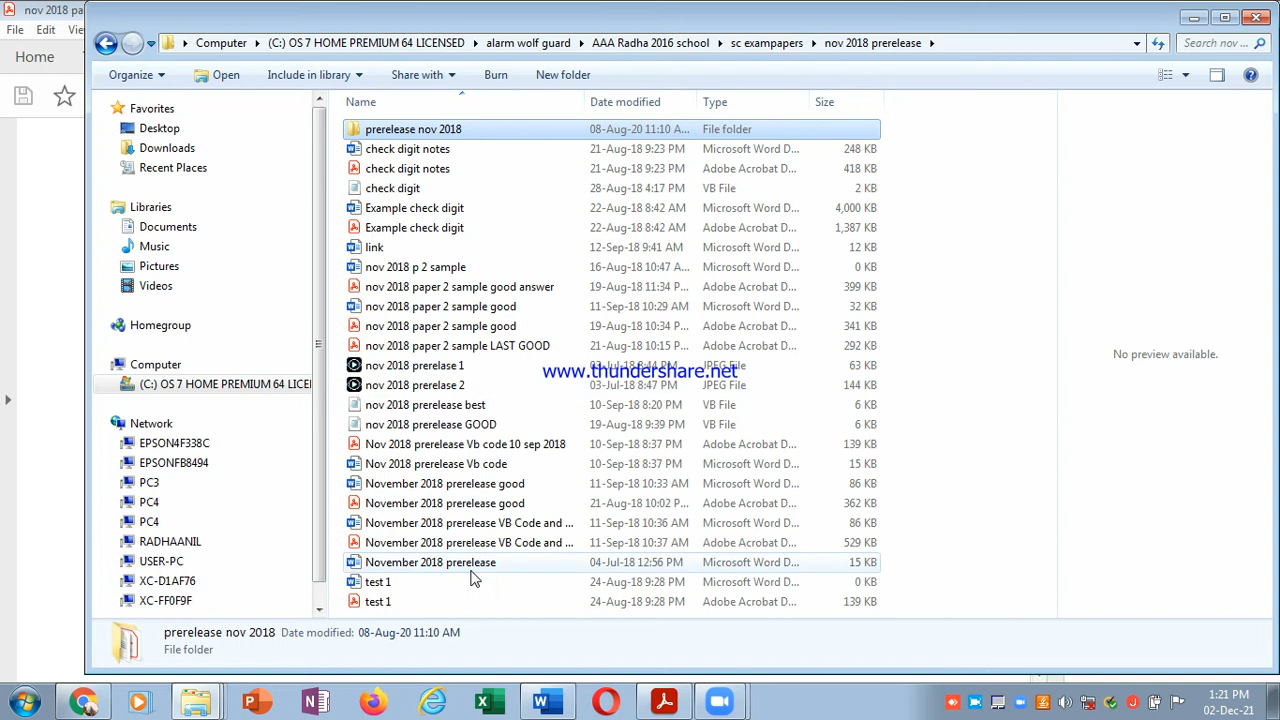 nov 2018 pa
File Edit
Home
Computer (C:) OS 7 HOME PREMIUM 64 LICENSED alarm wolf guard AAA Radha 2016 school sc exampapers nov 2018 prerelease
Search nov ...
Organize Open Include in library Share with Burn New folder
Favorites
Desktop
Downloads
Recent Places
Libraries
Documents
Music
Pictures
Videos
Homegroup
Computer
(C:) OS 7 HOME PREMIUM 64 LICE
Network
EPSON4F338C
EPSONFB8494
PC3
PC4
PC4
RADHAANIL
USER-PC
XC-D1AF76
XC-FF0F9F
Name Date modified Type Size
prerelease nov 2018 08-Aug-20 11:10 A... File folder
check digit notes 21-Aug-18 9:23 PM Microsoft Word D... 248 KB
check digit notes 21-Aug-18 9:23 PM Adobe Acrobat D... 418 KB
check digit 28-Aug-18 4:17 PM VB File 2 KB
Example check digit 22-Aug-18 8:42 AM Microsoft Word D... 4,000 KB
Example check digit 22-Aug-18 8:42 AM Adobe Acrobat D... 1,387 KB
link 12-Sep-18 9:41 AM Microsoft Word D... 12 KB
nov 2018 p 2 sample 16-Aug-18 10:47 A... Microsoft Word D... 0 KB
nov 2018 paper 2 sample good answer 19-Aug-18 11:34 P... Adobe Acrobat D... 399 KB
nov 2018 paper 2 sample good 11-Sep-18 10:29 AM Microsoft Word D... 32 KB
nov 2018 paper 2 sample good 19-Aug-18 10:34 P... Adobe Acrobat D... 341 KB
nov 2018 paper 2 sample LAST GOOD 21-Aug-18 10:15 P... Adobe Acrobat D... 292 KB
nov 2018 prerelase 1 03-Jul-18 8:44 PM JPEG File 63 KB
www.thundershare.net
nov 2018 prerelase 2 03-Jul-18 8:47 PM JPEG File 144 KB
nov 2018 prerelease best 10-Sep-18 8:20 PM VB File 6 KB
nov 2018 prerelease GOOD 19-Aug-18 9:39 PM VB File 6 KB
Nov 2018 prerelease Vb code 10 sep 2018 10-Sep-18 8:37 PM Adobe Acrobat D... 139 KB
Nov 2018 prerelease Vb code 10-Sep-18 8:37 PM Microsoft Word D... 15 KB
November 2018 prerelease good 11-Sep-18 10:33 AM Microsoft Word D... 86 KB
November 2018 prerelease good 21-Aug-18 10:02 P... Adobe Acrobat D... 362 KB
November 2018 prerelease VB Code and ... 11-Sep-18 10:36 AM Microsoft Word D... 86 KB
November 2018 prerelease VB Code and ... 11-Sep-18 10:37 AM Adobe Acrobat D... 529 KB
November 2018 prerelease 04-Jul-18 12:56 PM Microsoft Word D... 15 KB
test 1 24-Aug-18 9:28 PM Microsoft Word D... 0 KB
test 1 24-Aug-18 9:28 PM Adobe Acrobat D... 139 KB
No preview available.
prerelease nov 2018 Date modified: 08-Aug-20 11:10 AM
File folder
1:21 PM
02-Dec-21